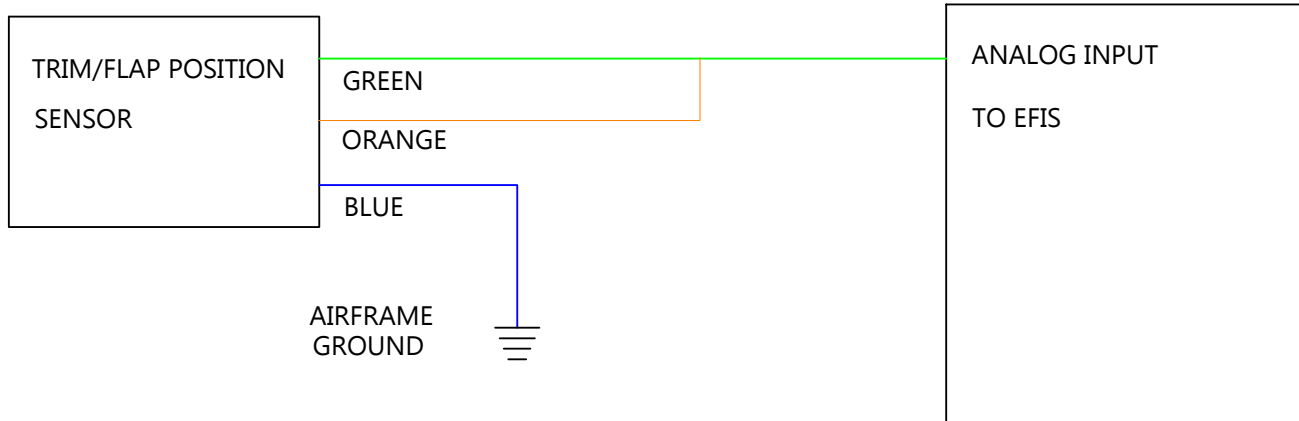 TRIM/FLAP POSITION
SENSOR
GREEN
ORANGE
BLUE
AIRFRAME
GROUND
ANALOG INPUT
TO EFIS